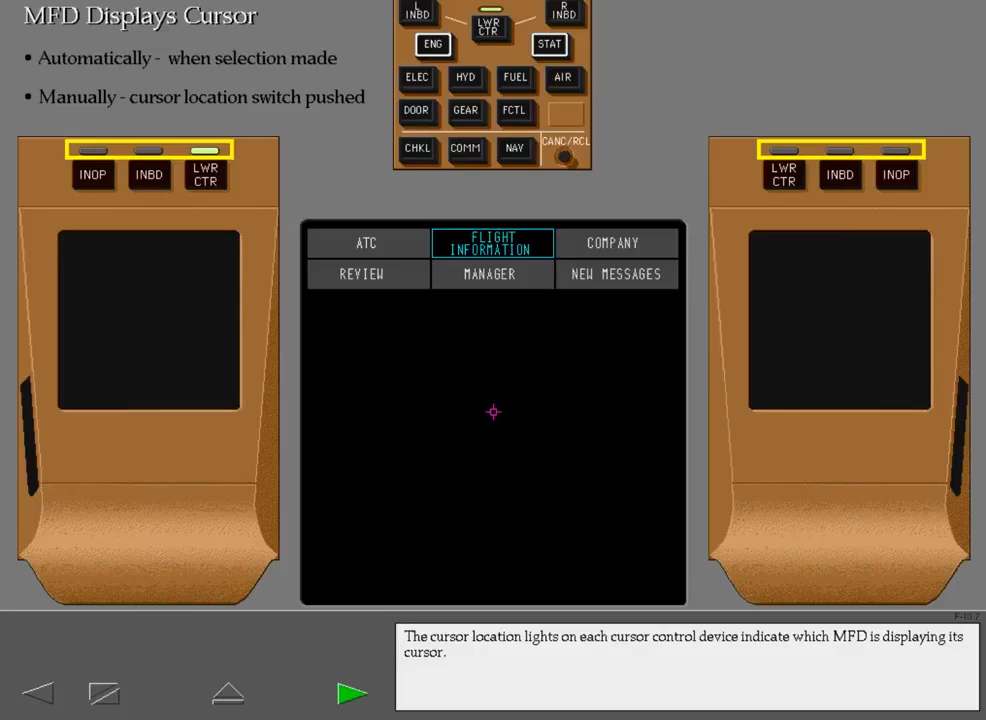 MFD Displays Cursor
• Automatically - when selection made
• Manually - cursor location switch pushed
L INBD
LWR CTR
R INBD
ENG
STAT
ELEC HYD FUEL AIR
DOOR GEAR FCTL
CHKL COMM NAV CANC/RCL
INOP INBD LWR CTR
LWR CTR INBD INOP
ATC FLIGHT INFORMATION COMPANY
REVIEW MANAGER NEW MESSAGES
The cursor location lights on each cursor control device indicate which MFD is displaying its
cursor.